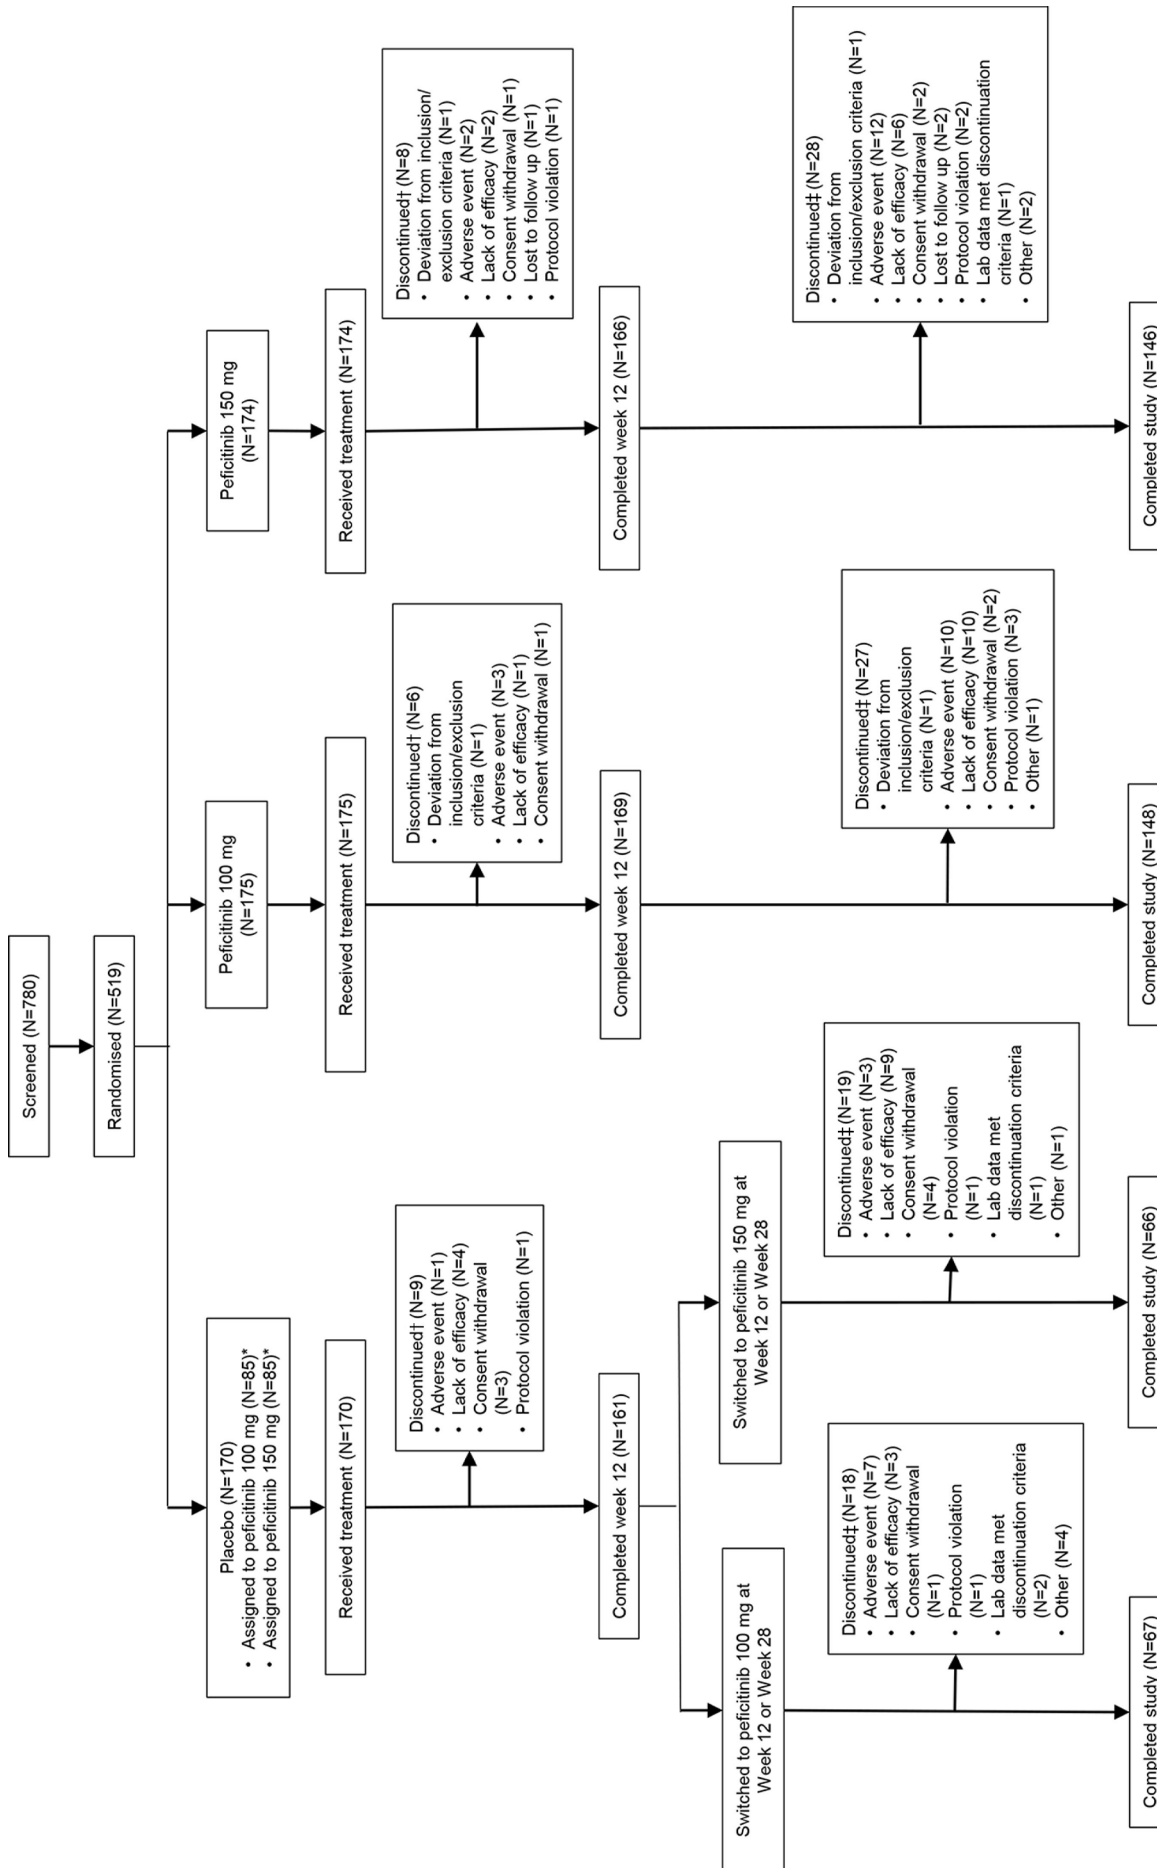 Screened (N=780)
Randomised (N=519)
Placebo (N=170)
• Assigned to peficitinib 100 mg (N=85)*
• Assigned to peficitinib 150 mg (N=85)*
Received treatment (N=170)
Discontinued† (N=9)
• Adverse event (N=1)
• Lack of efficacy (N=4)
• Consent withdrawal
(N=3)
• Protocol violation (N=1)
Completed week 12 (N=161)
Switched to peficitinib 100 mg at
Week 12 or Week 28
Discontinued‡ (N=18)
• Adverse event (N=7)
• Lack of efficacy (N=3)
• Consent withdrawal
(N=1)
• Protocol violation
(N=1)
• Lab data met
discontinuation criteria
(N=2)
• Other (N=4)
Completed study (N=67)
Switched to peficitinib 150 mg at
Week 12 or Week 28
Discontinued‡ (N=19)
• Adverse event (N=3)
• Lack of efficacy (N=9)
• Consent withdrawal
(N=4)
• Protocol violation
(N=1)
• Lab data met
discontinuation criteria
(N=1)
• Other (N=1)
Completed study (N=66)
Peficitinib 100 mg
(N=175)
Received treatment (N=175)
Discontinued† (N=6)
• Deviation from
inclusion/exclusion
criteria (N=1)
• Adverse event (N=3)
• Lack of efficacy (N=1)
• Consent withdrawal (N=1)
Completed week 12 (N=169)
Discontinued‡ (N=27)
• Deviation from
inclusion/exclusion
criteria (N=1)
• Adverse event (N=10)
• Lack of efficacy (N=10)
• Consent withdrawal (N=2)
• Protocol violation (N=3)
• Other (N=1)
Completed study (N=148)
Peficitinib 150 mg
(N=174)
Received treatment (N=174)
Discontinued† (N=8)
• Deviation from inclusion/
exclusion criteria (N=1)
• Adverse event (N=2)
• Lack of efficacy (N=2)
• Consent withdrawal (N=1)
• Lost to follow up (N=1)
• Protocol violation (N=1)
Completed week 12 (N=166)
Discontinued‡ (N=28)
• Deviation from
inclusion/exclusion criteria (N=1)
• Adverse event (N=12)
• Lack of efficacy (N=6)
• Consent withdrawal (N=2)
• Lost to follow up (N=2)
• Protocol violation (N=2)
• Lab data met discontinuation
criteria (N=1)
• Other (N=2)
Completed study (N=146)